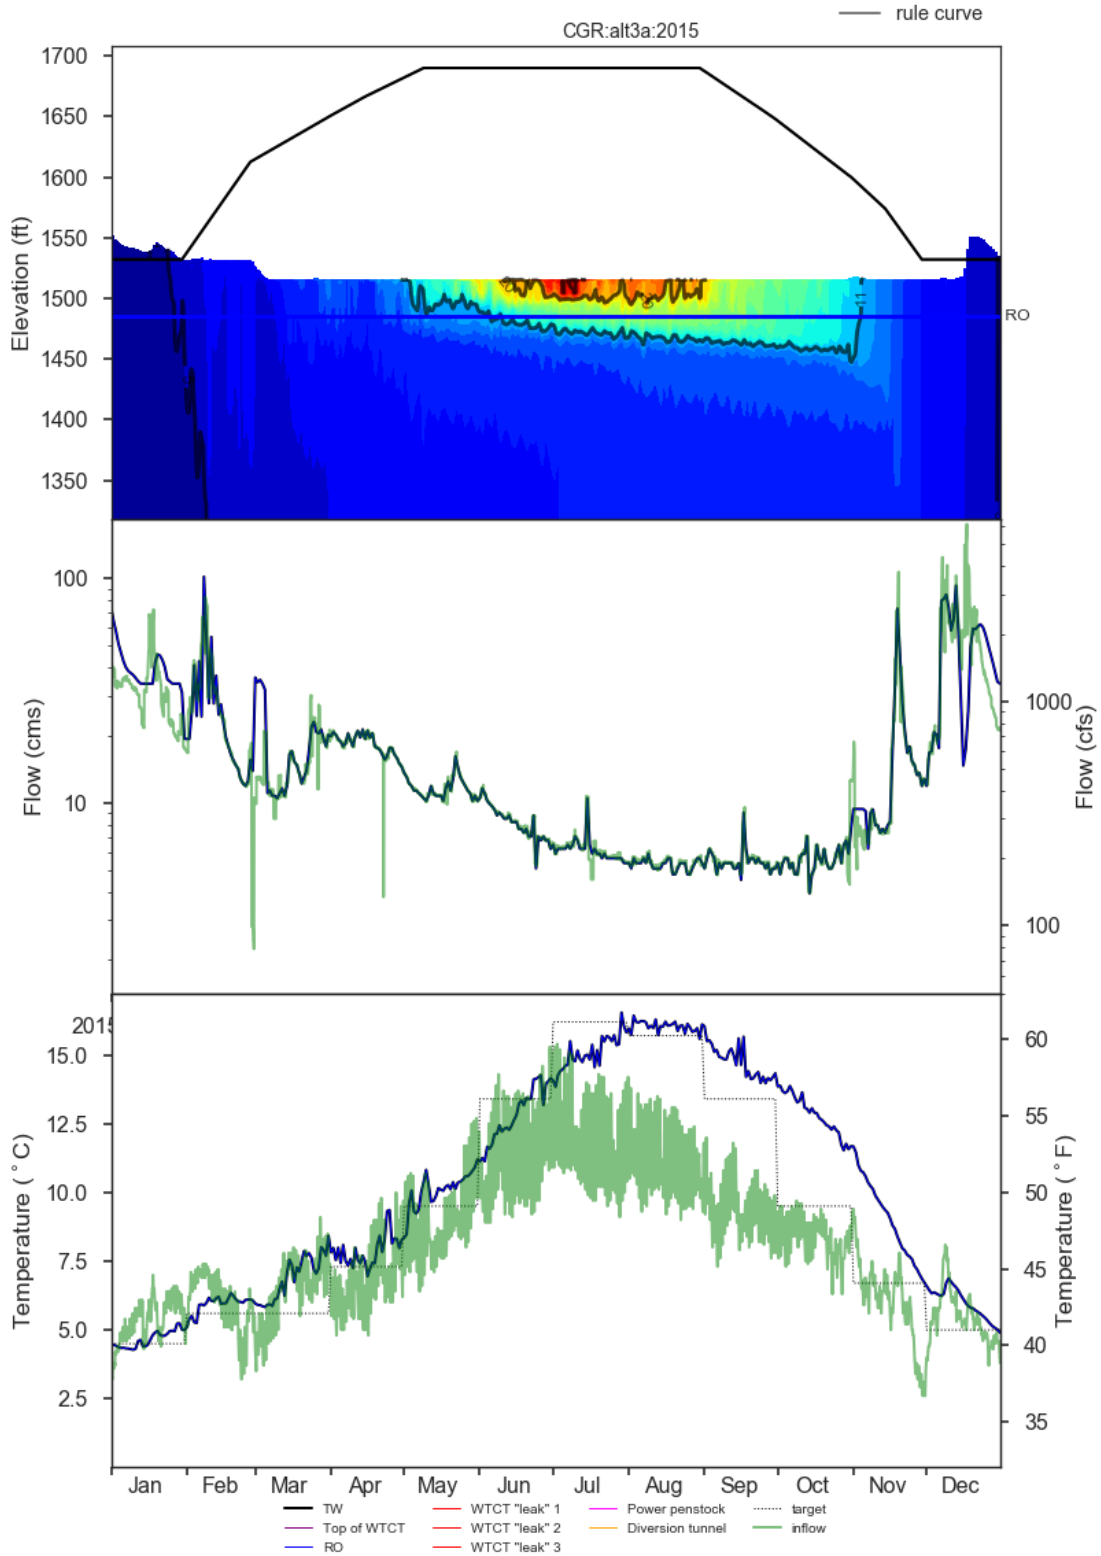 rule curve
CGR:alt3a:2015
1700
1650
1600
1550
1500
1450
1400
1350
Elevation (ft)
11
RO
100
10
Flow (cms)
1000
100
Flow (cfs)
2015
15.0
12.5
10.0
7.5
5.0
2.5
Temperature (°C)
60
55
50
45
40
35
Temperature (°F)
Jan Feb Mar Apr May Jun Jul Aug Sep Oct Nov Dec
TW WTCT "leak" 1 Power penstock target
Top of WTCT WTCT "leak" 2 Diversion tunnel inflow
RO WTCT "leak" 3